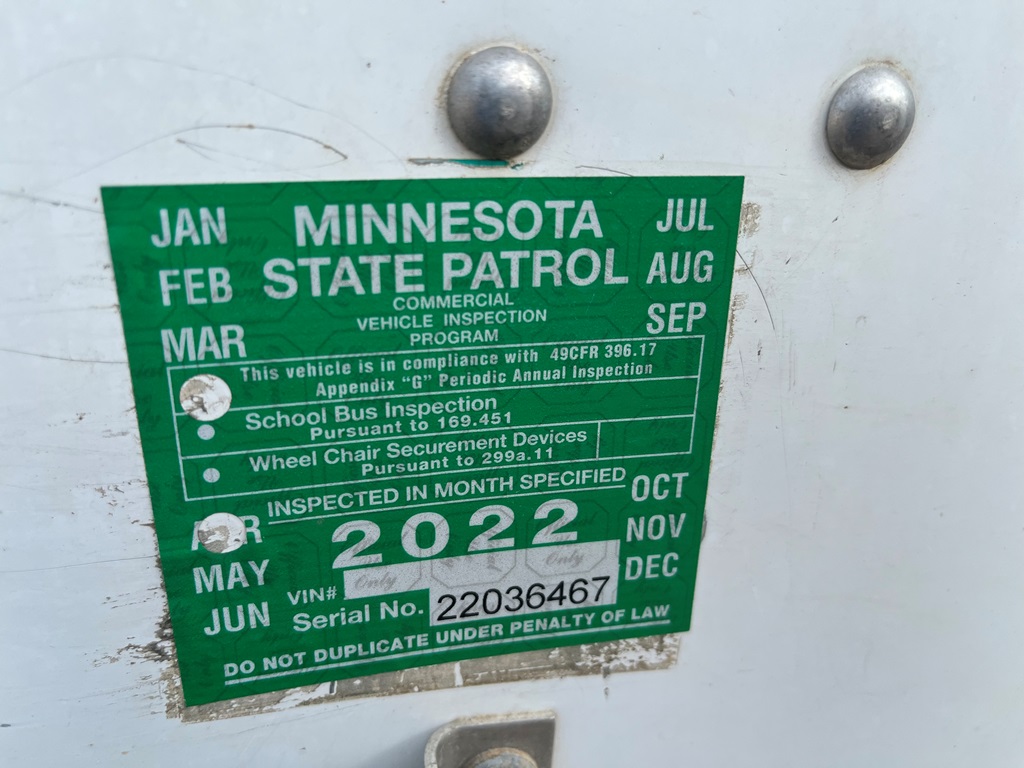 JAN MINNESOTA JUL
FEB STATE PATROL AUG
MAR COMMERCIAL SEP
VEHICLE INSPECTION
PROGRAM
This vehicle is in compliance with 49CFR 396.17
Appendix "G" Periodic Annual Inspection
School Bus Inspection
Pursuant to 169.451
Wheel Chair Securement Devices
Pursuant to 299a.11
INSPECTED IN MONTH SPECIFIED OCT
APR 2022 NOV
MAY VIN# Only Only DEC
JUN Serial No. 22036467
DO NOT DUPLICATE UNDER PENALTY OF LAW